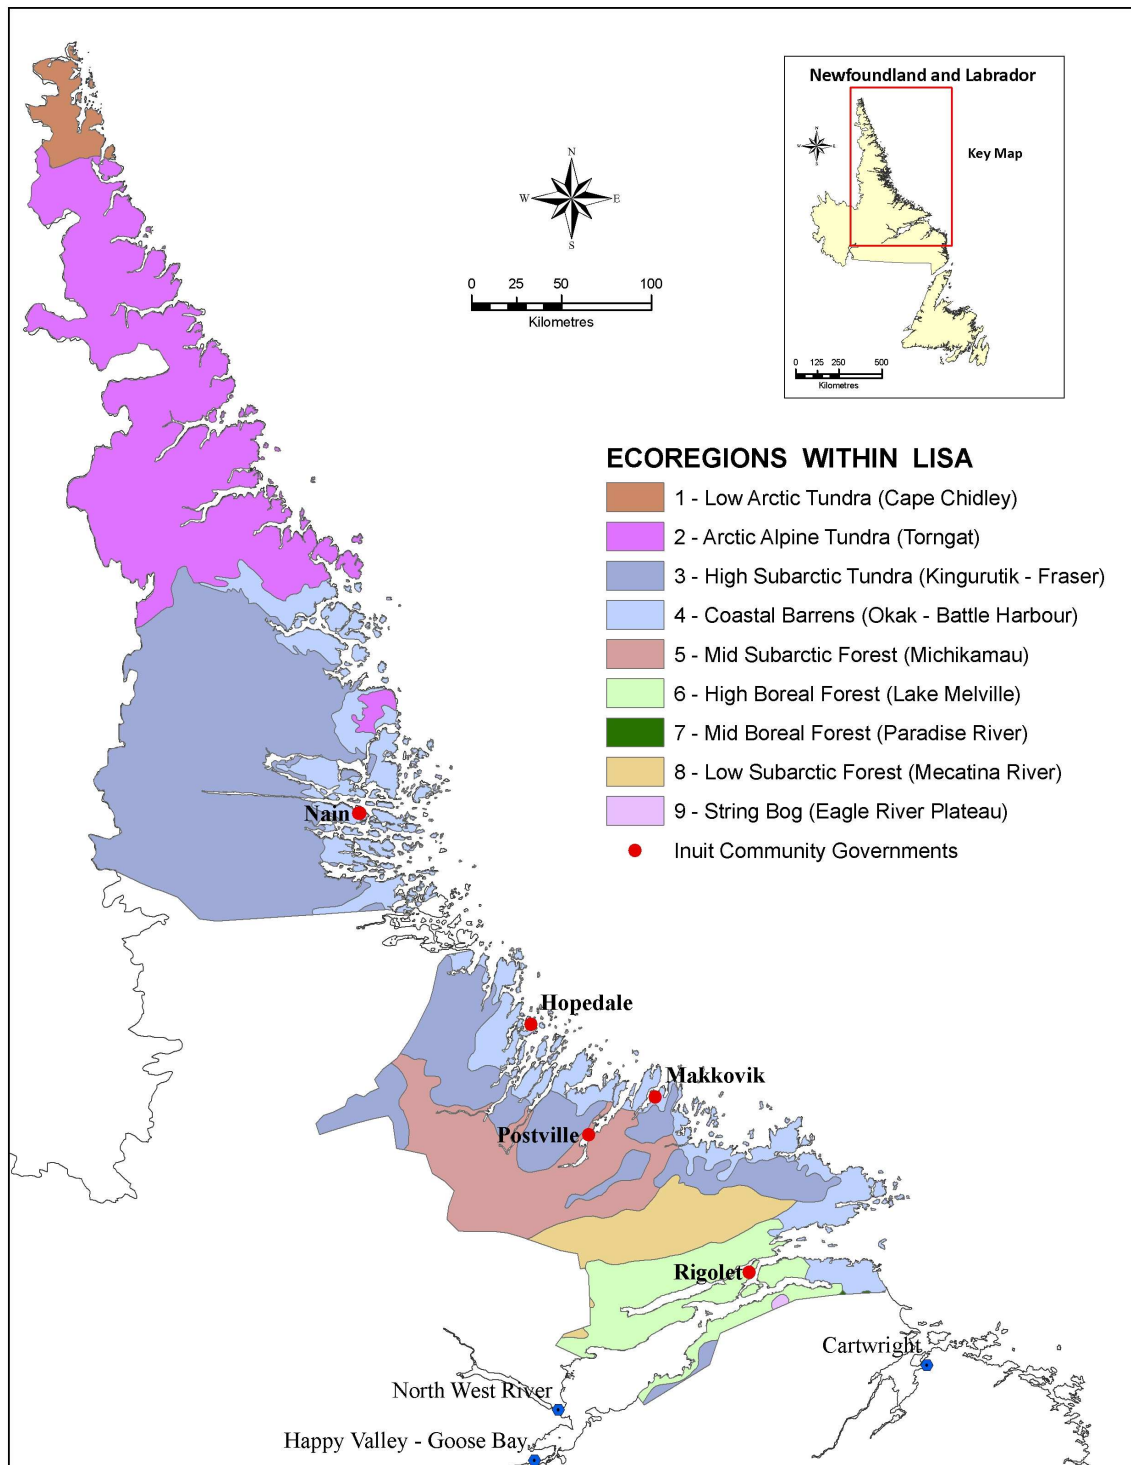 Newfoundland and Labrador
N
W
E
S
Key Map
N
W
E
S
0 25 50 100
Kilometres
0 125 250 500
Kilometres
ECOREGIONS WITHIN LISA
1 - Low Arctic Tundra (Cape Chidley)
2 - Arctic Alpine Tundra (Torngat)
3 - High Subarctic Tundra (Kingurutik - Fraser)
4 - Coastal Barrens (Okak - Battle Harbour)
5 - Mid Subarctic Forest (Michikamau)
6 - High Boreal Forest (Lake Melville)
7 - Mid Boreal Forest (Paradise River)
8 - Low Subarctic Forest (Mecatina River)
9 - String Bog (Eagle River Plateau)
Inuit Community Governments
Nain
Hopedale
Makkovik
Postville
Rigolet
Cartwright
North West River
Happy Valley - Goose Bay